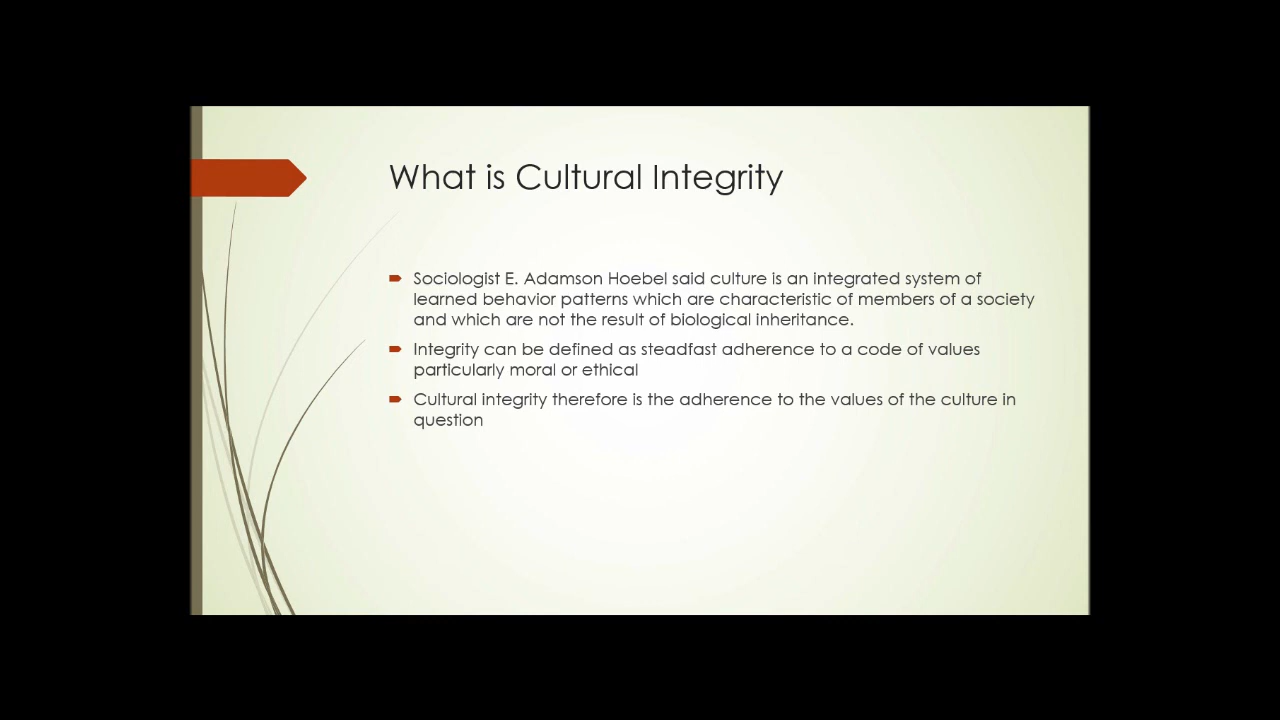 What is Cultural Integrity
Sociologist E. Adamson Hoebel said culture is an integrated system of
learned behavior patterns which are characteristic of members of a society
and which are not the result of biological inheritance.
Integrity can be defined as steadfast adherence to a code of values
particularly moral or ethical
Cultural integrity therefore is the adherence to the values of the culture in
question